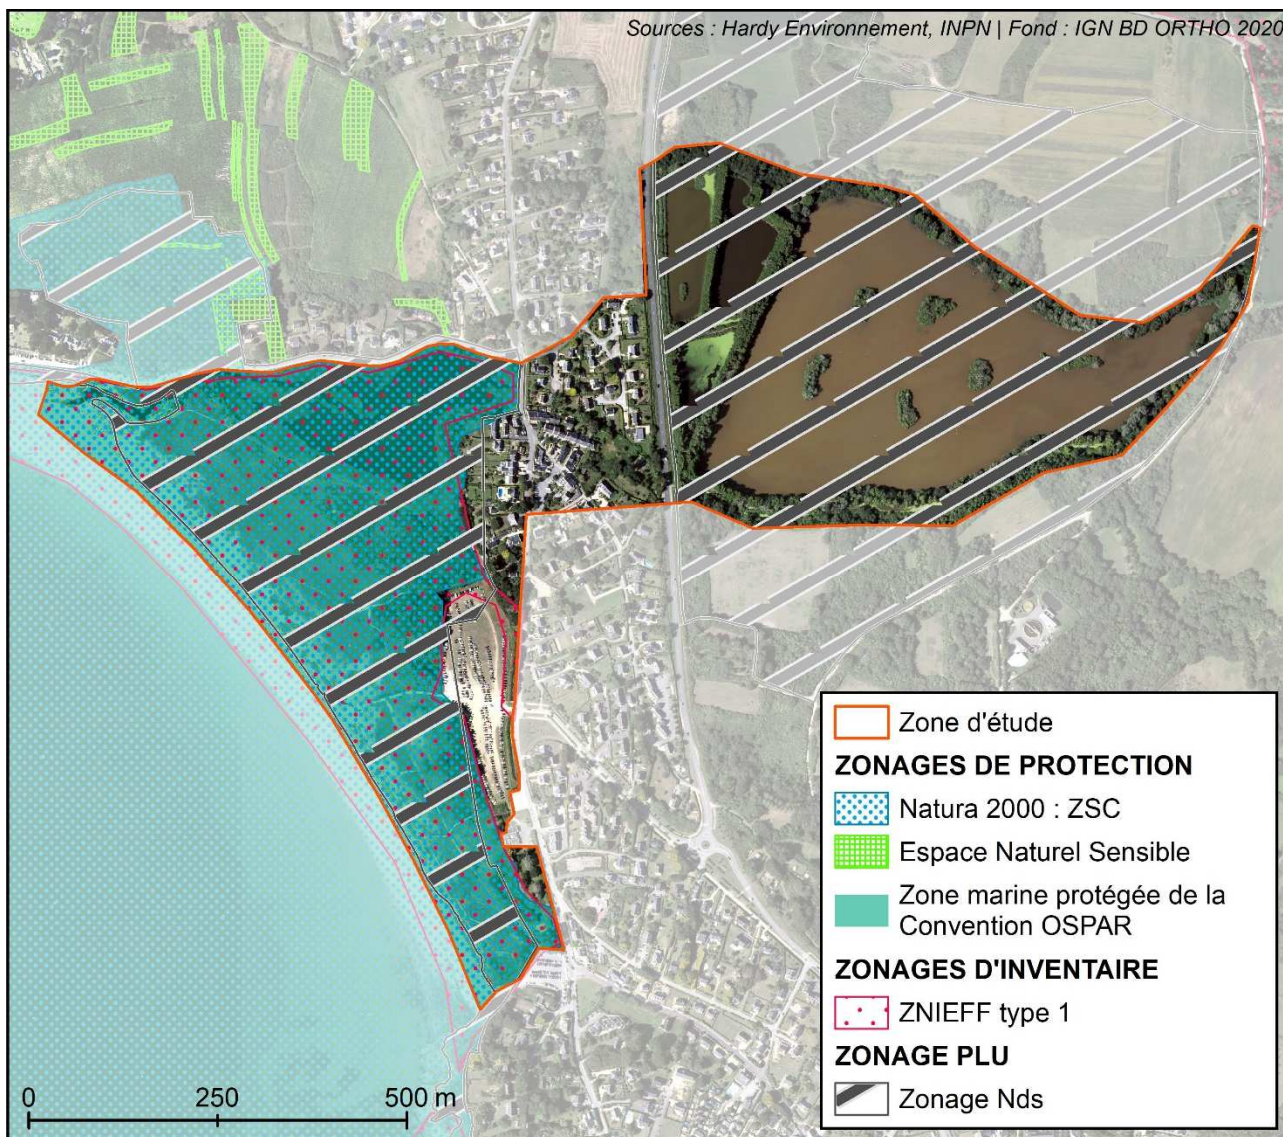 Sources : Hardy Environnement, INPN | Fond : IGN BD ORTHO 2020
Zone d'étude
ZONAGES DE PROTECTION
Natura 2000 : ZSC
Espace Naturel Sensible
Zone marine protégée de la
Convention OSPAR
ZONAGES D'INVENTAIRE
ZNIEFF type 1
ZONAGE PLU
Zonage Nds
0 250 500 m